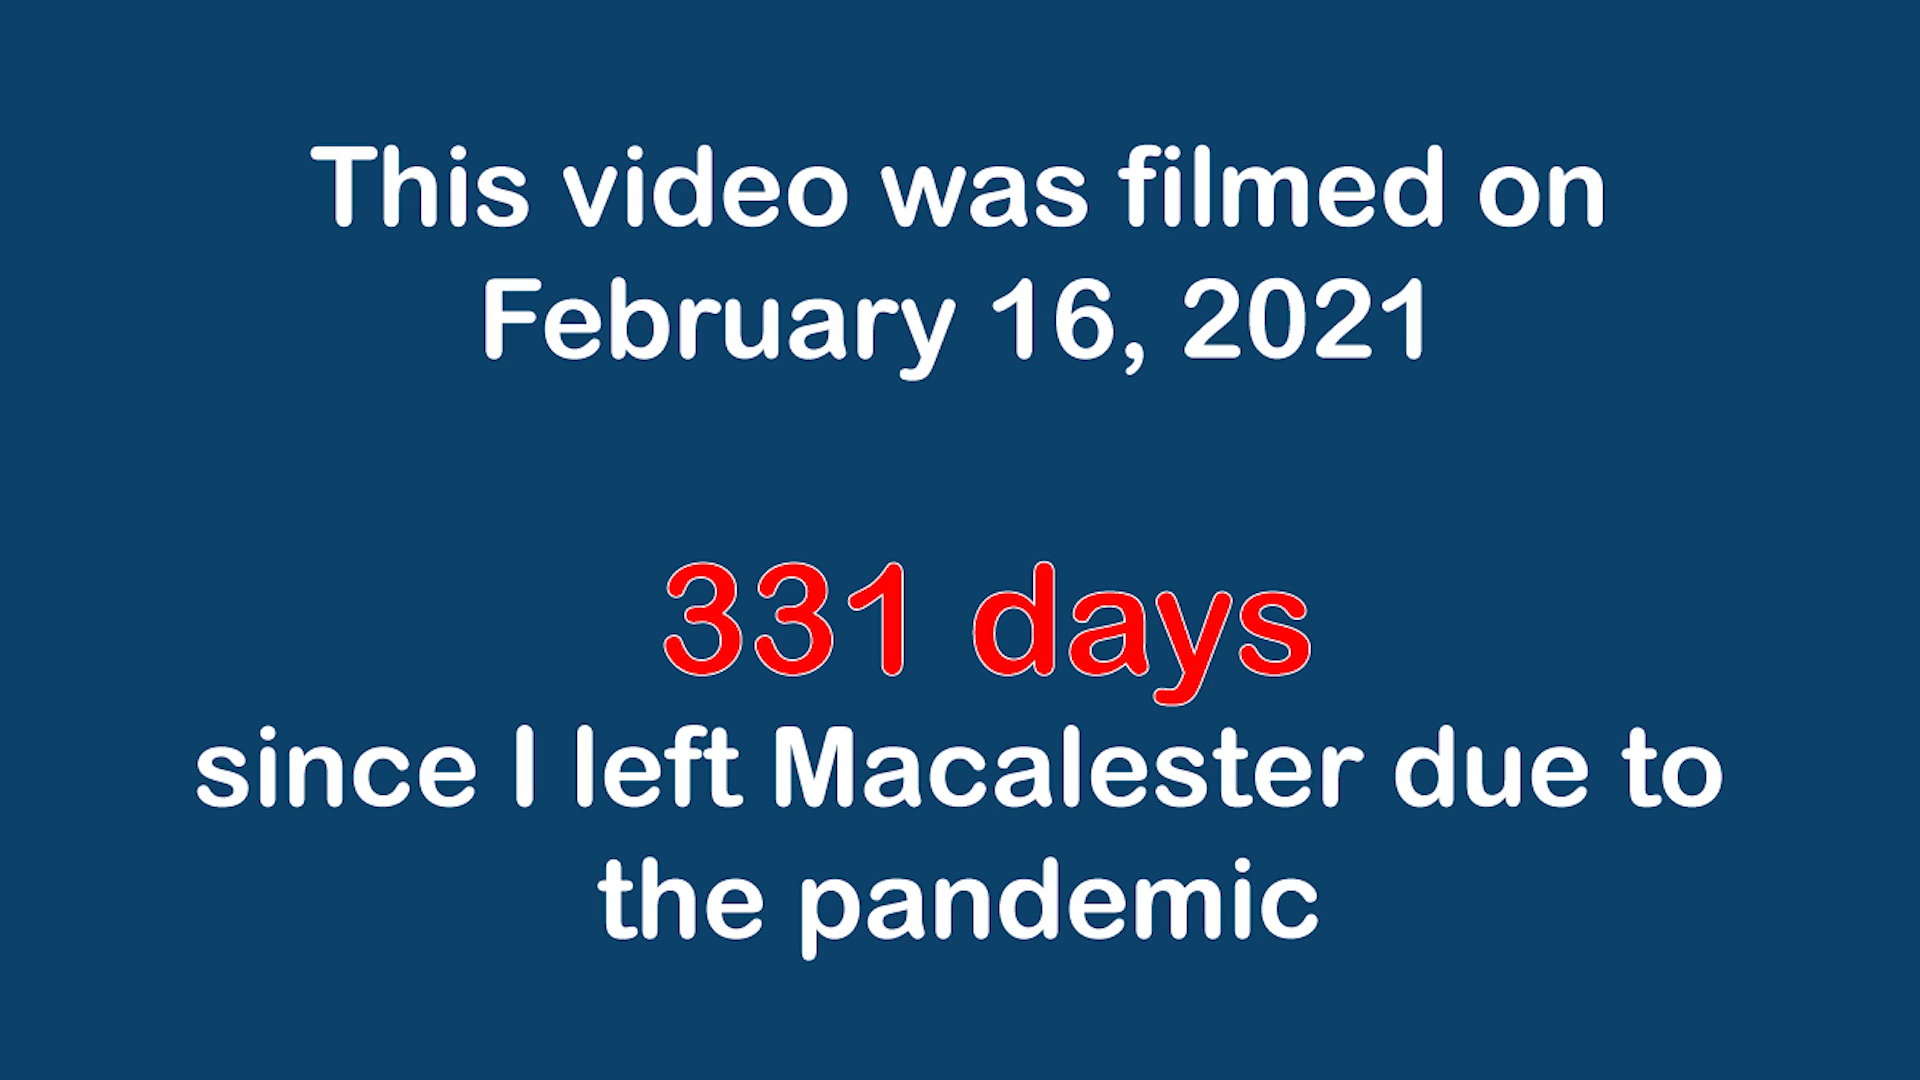 This video was filmed on
February 16, 2021
331 days
since I left Macalester due to
the pandemic